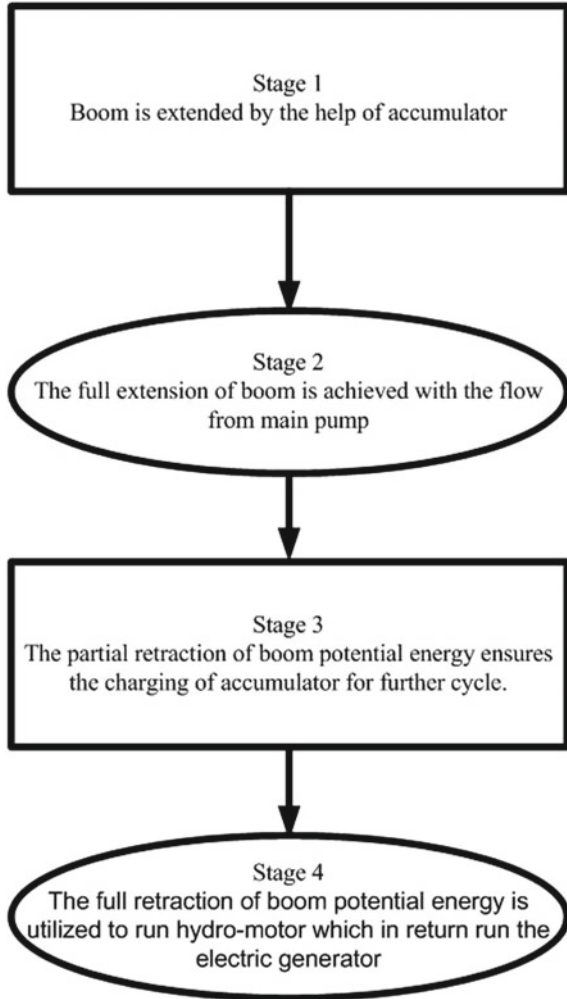 Stage 1
Boom is extended by the help of accumulator
Stage 2
The full extension of boom is achieved with the flow
from main pump
Stage 3
The partial retraction of boom potential energy ensures
the charging of accumulator for further cycle.
Stage 4
The full retraction of boom potential energy is
utilized to run hydro-motor which in return run the
electric generator